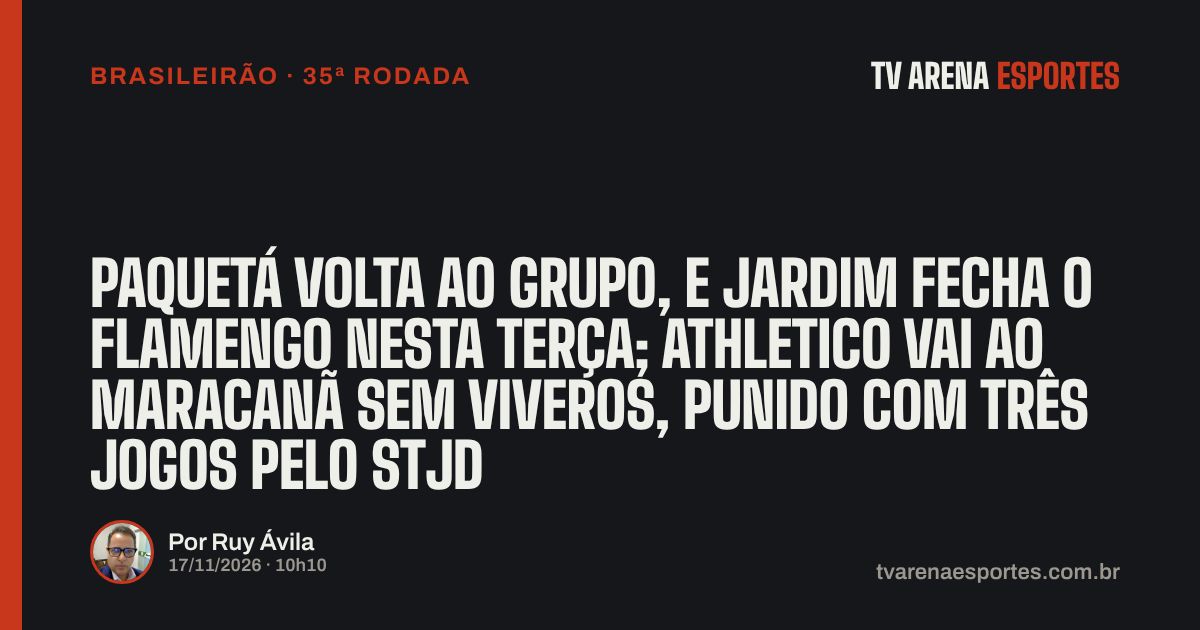 BRASILEIRÃO · 35ª RODADA
TV ARENA ESPORTES
PAQUETÁ VOLTA AO GRUPO, E JARDIM FECHA O
FLAMENGO NESTA TERÇA; ATHLETICO VAI AO
MARACANÃ SEM VIVEROS, PUNIDO COM TRÊS
JOGOS PELO STJD
Por Ruy Ávila
17/11/2026 · 10h10
tvarenaesportes.com.br